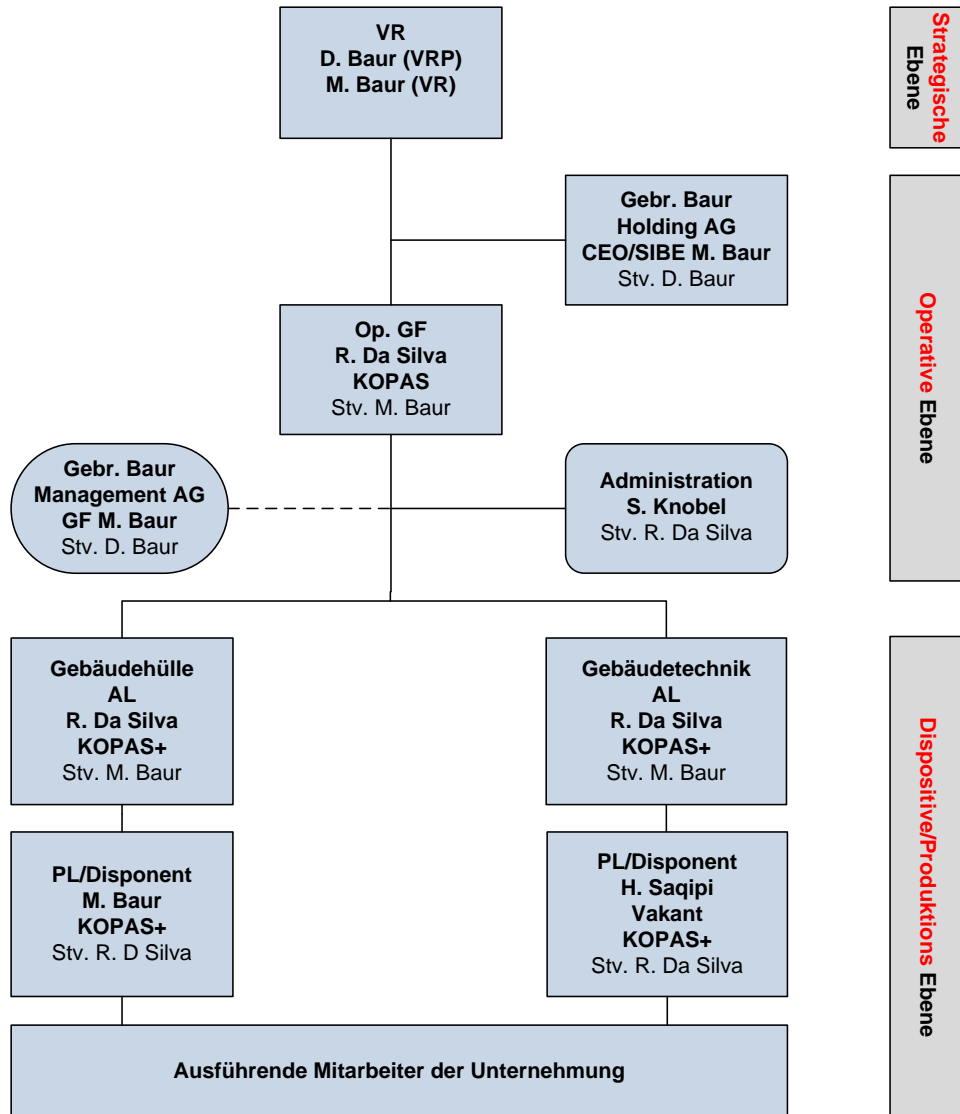 VR
D. Baur (VRP)
M. Baur (VR)
Strategische
Ebene
Gebr. Baur
Holding AG
CEO/SIBE M. Baur
Stv. D. Baur
Op. GF
R. Da Silva
KOPAS
Stv. M. Baur
Operative Ebene
Gebr. Baur
Management AG
GF M. Baur
Stv. D. Baur
Administration
S. Knobel
Stv. R. Da Silva
Gebäudehülle
AL
R. Da Silva
KOPAS+
Stv. M. Baur
Gebäudetechnik
AL
R. Da Silva
KOPAS+
Stv. M. Baur
Dispositive/Produktions Ebene
PL/Disponent
M. Baur
KOPAS+
Stv. R. D Silva
PL/Disponent
H. Saqipi
Vakant
KOPAS+
Stv. R. Da Silva
Ausführende Mitarbeiter der Unternehmung